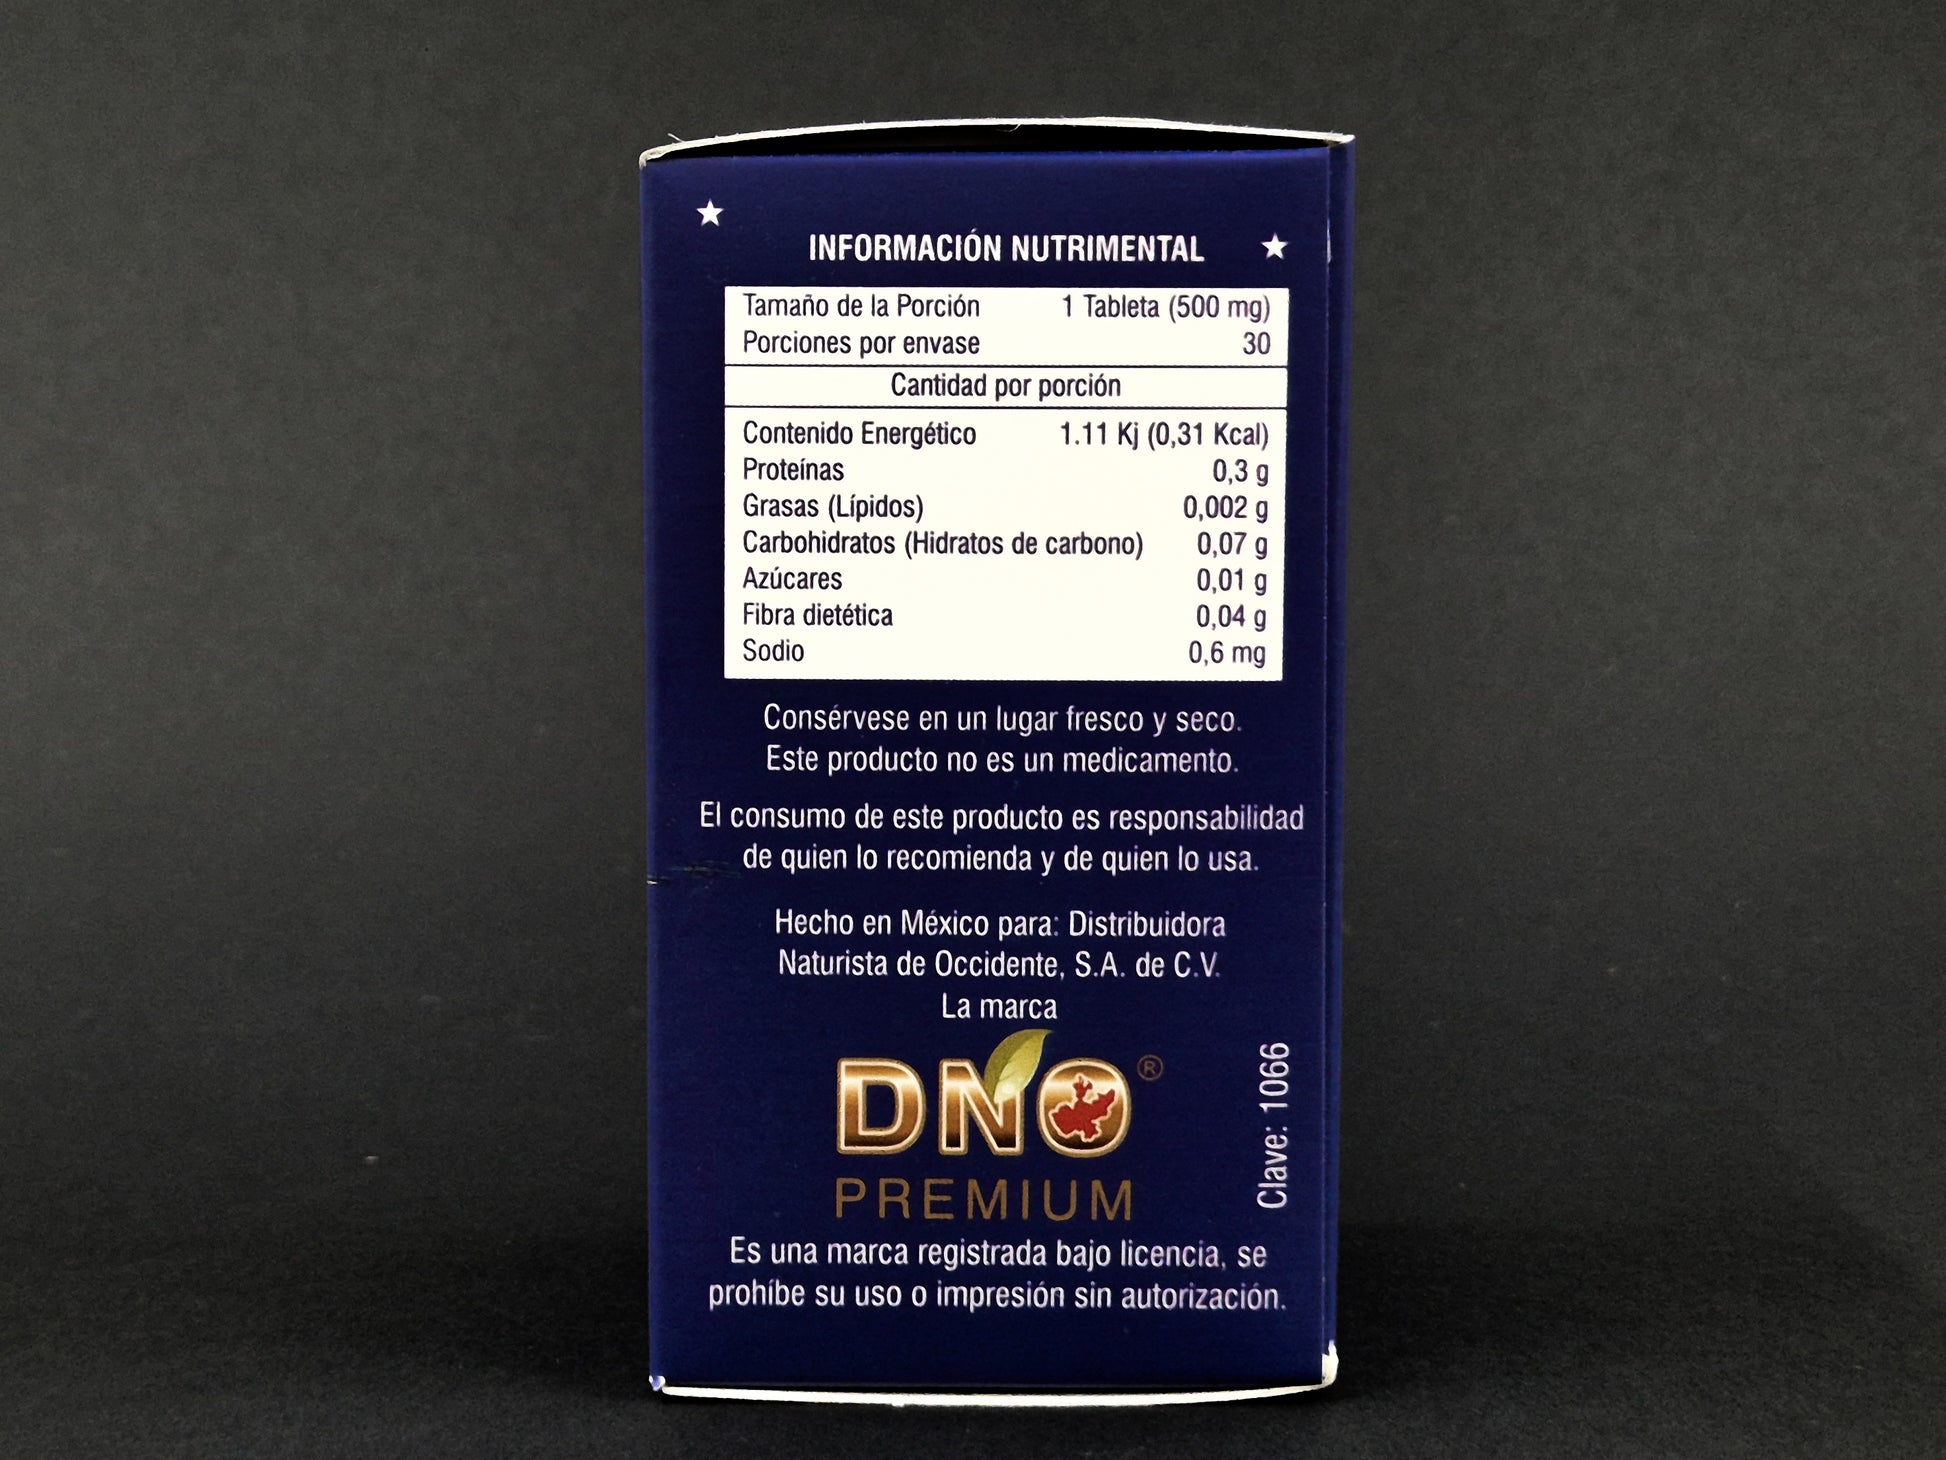 INFORMACIÓN NUTRIMENTAL
Tamaño de la Porción 1 Tableta (500 mg)
Porciones por envase 30
Cantidad por porción
Contenido Energético 1.11 Kj (0,31 Kcal)
Proteínas 0,3 g
Grasas (Lípidos) 0,002 g
Carbohidratos (Hidratos de carbono) 0,07 g
Azúcares 0,01 g
Fibra dietética 0,04 g
Sodio 0,6 mg
Consérvese en un lugar fresco y seco.
Este producto no es un medicamento.
El consumo de este producto es responsabilidad
de quien lo recomienda y de quien lo usa.
Hecho en México para: Distribuidora
Naturista de Occidente, S.A. de C.V.
La marca
DNO®
PREMIUM
Clave: 1066
Es una marca registrada bajo licencia, se
prohíbe su uso o impresión sin autorización.